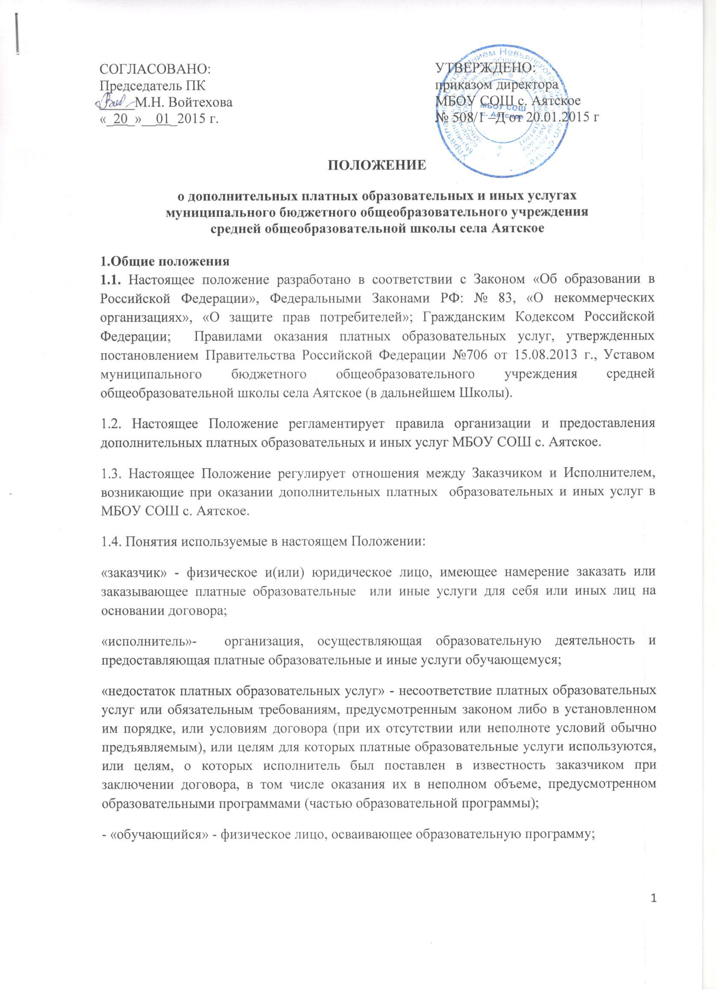 СОГЛАСОВАНО:
Председатель ПК
М.Н. Войтехова
«_20_»__01_2015 г.
УТВЕРЖДЕНО:
приказом директора
МБОУ СОШ с. Аятское
№ 508/1 –Д от 20.01.2015 г
МБОУ СОШ
с. Аятское
ПОЛОЖЕНИЕ
о дополнительных платных образовательных и иных услугах
муниципального бюджетного общеобразовательного учреждения
средней общеобразовательной школы села Аятское
1.Общие положения
1.1. Настоящее положение разработано в соответствии с Законом «Об образовании в
Российской Федерации», Федеральными Законами РФ: № 83, «О некоммерческих
организациях», «О защите прав потребителей»; Гражданским Кодексом Российской
Федерации; Правилами оказания платных образовательных услуг, утвержденных
постановлением Правительства Российской Федерации №706 от 15.08.2013 г., Уставом
муниципального бюджетного общеобразовательного учреждения средней
общеобразовательной школы села Аятское (в дальнейшем Школы).
1.2. Настоящее Положение регламентирует правила организации и предоставления
дополнительных платных образовательных и иных услуг МБОУ СОШ с. Аятское.
1.3. Настоящее Положение регулирует отношения между Заказчиком и Исполнителем,
возникающие при оказании дополнительных платных образовательных и иных услуг в
МБОУ СОШ с. Аятское.
1.4. Понятия используемые в настоящем Положении:
«заказчик» - физическое и(или) юридическое лицо, имеющее намерение заказать или
заказывающее платные образовательные или иные услуги для себя или иных лиц на
основании договора;
«исполнитель»- организация, осуществляющая образовательную деятельность и
предоставляющая платные образовательные и иные услуги обучающемуся;
«недостаток платных образовательных услуг» - несоответствие платных образовательных
услуг или обязательным требованиям, предусмотренным законом либо в установленном
им порядке, или условиям договора (при их отсутствии или неполноте условий обычно
предъявляемым), или целям для которых платные образовательные услуги используются,
или целям, о которых исполнитель был поставлен в известность заказчиком при
заключении договора, в том числе оказания их в неполном объеме, предусмотренном
образовательными программами (частью образовательной программы);
- «обучающийся» - физическое лицо, осваивающее образовательную программу;
1